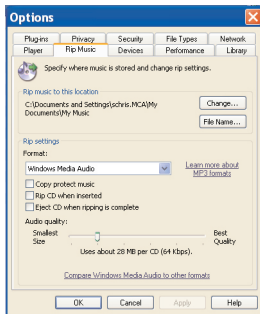 Options
Plug-ins Privacy Security File Types Network
Player Rip Music Devices Performance Library
Specify where music is stored and change rip settings.
Rip music to this location
C:\Documents and Settings\schris.MCA\My
Documents\My Music
Change...
File Name...
Rip settings
Format:
Windows Media Audio
Learn more about
MP3 formats
Copy protect music
Rip CD when inserted
Eject CD when ripping is complete
Audio quality:
Smallest
Size
Best
Quality
Uses about 28 MB per CD (64 Kbps).
Compare Windows Media Audio to other formats
OK Cancel Apply Help